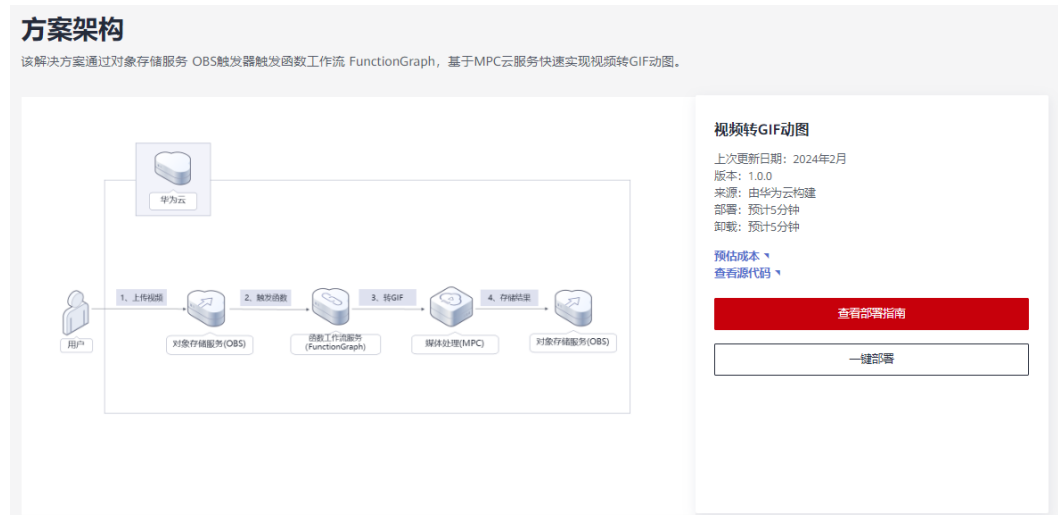 方案架构
该解决方案通过对象存储服务 OBS触发器触发函数工作流 FunctionGraph，基于MPC云服务快速实现视频转GIF动图。
华为云
1、上传视频
2、触发函数
3、转GIF
4、存储结果
用户
对象存储服务(OBS)
函数工作流服务
(FunctionGraph)
媒体处理(MPC)
对象存储服务(OBS)
视频转GIF动图
上次更新日期：2024年2月
版本：1.0.0
来源：由华为云构建
部署：预计5分钟
卸载：预计5分钟
预估成本
查看源代码
查看部署指南
一键部署